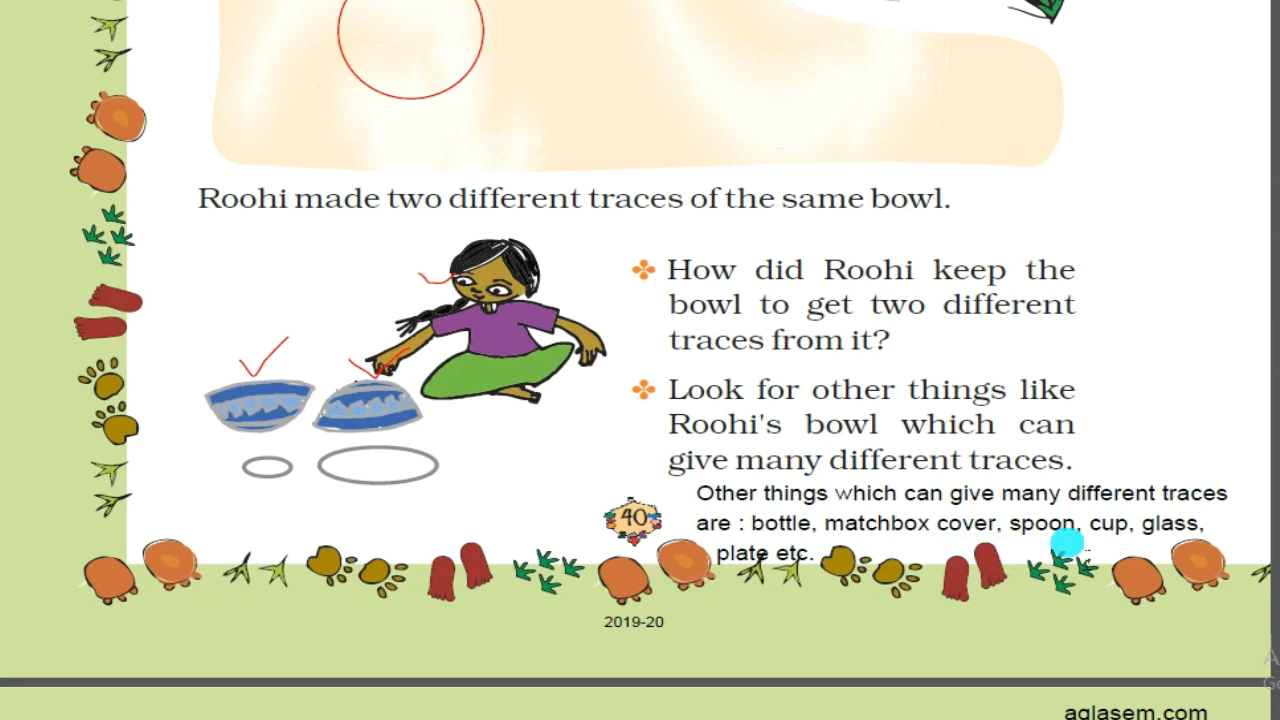 Roohi made two different traces of the same bowl.
How did Roohi keep the
bowl to get two different
traces from it?
Look for other things like
Roohi's bowl which can
give many different traces.
Other things which can give many different traces
are : bottle, matchbox cover, spoon, cup, glass,
plate etc.
40
2019-20
aglasem.com